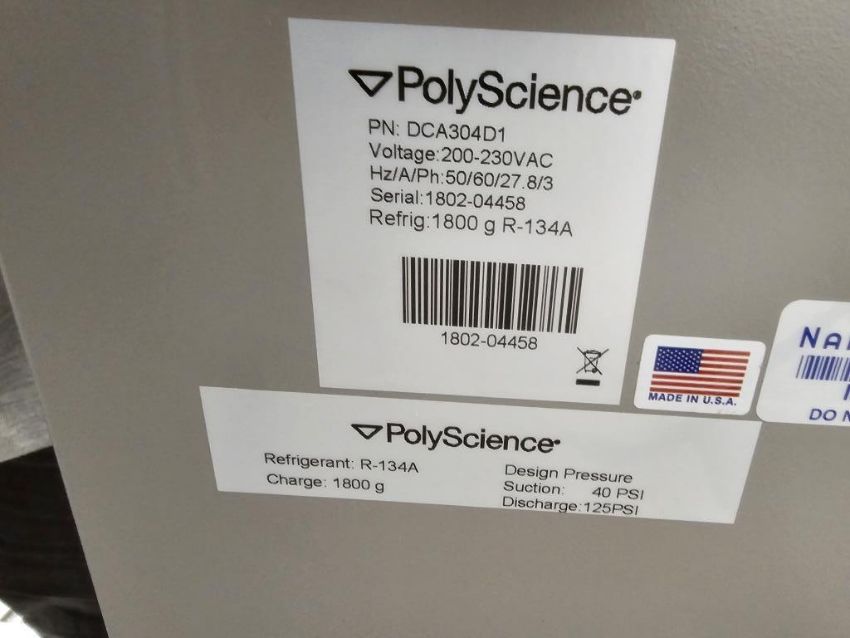 PolyScience
PN: DCA304D1
Voltage:200-230VAC
Hz/A/Ph:50/60/27.8/3
Serial:1802-04458
Refrig:1800 g R-134A
1802-04458
MADE IN U.S.A.
DO
PolyScience
Refrigerant: R-134A
Charge: 1800 g
Design Pressure
Suction: 40 PSI
Discharge:125PSI